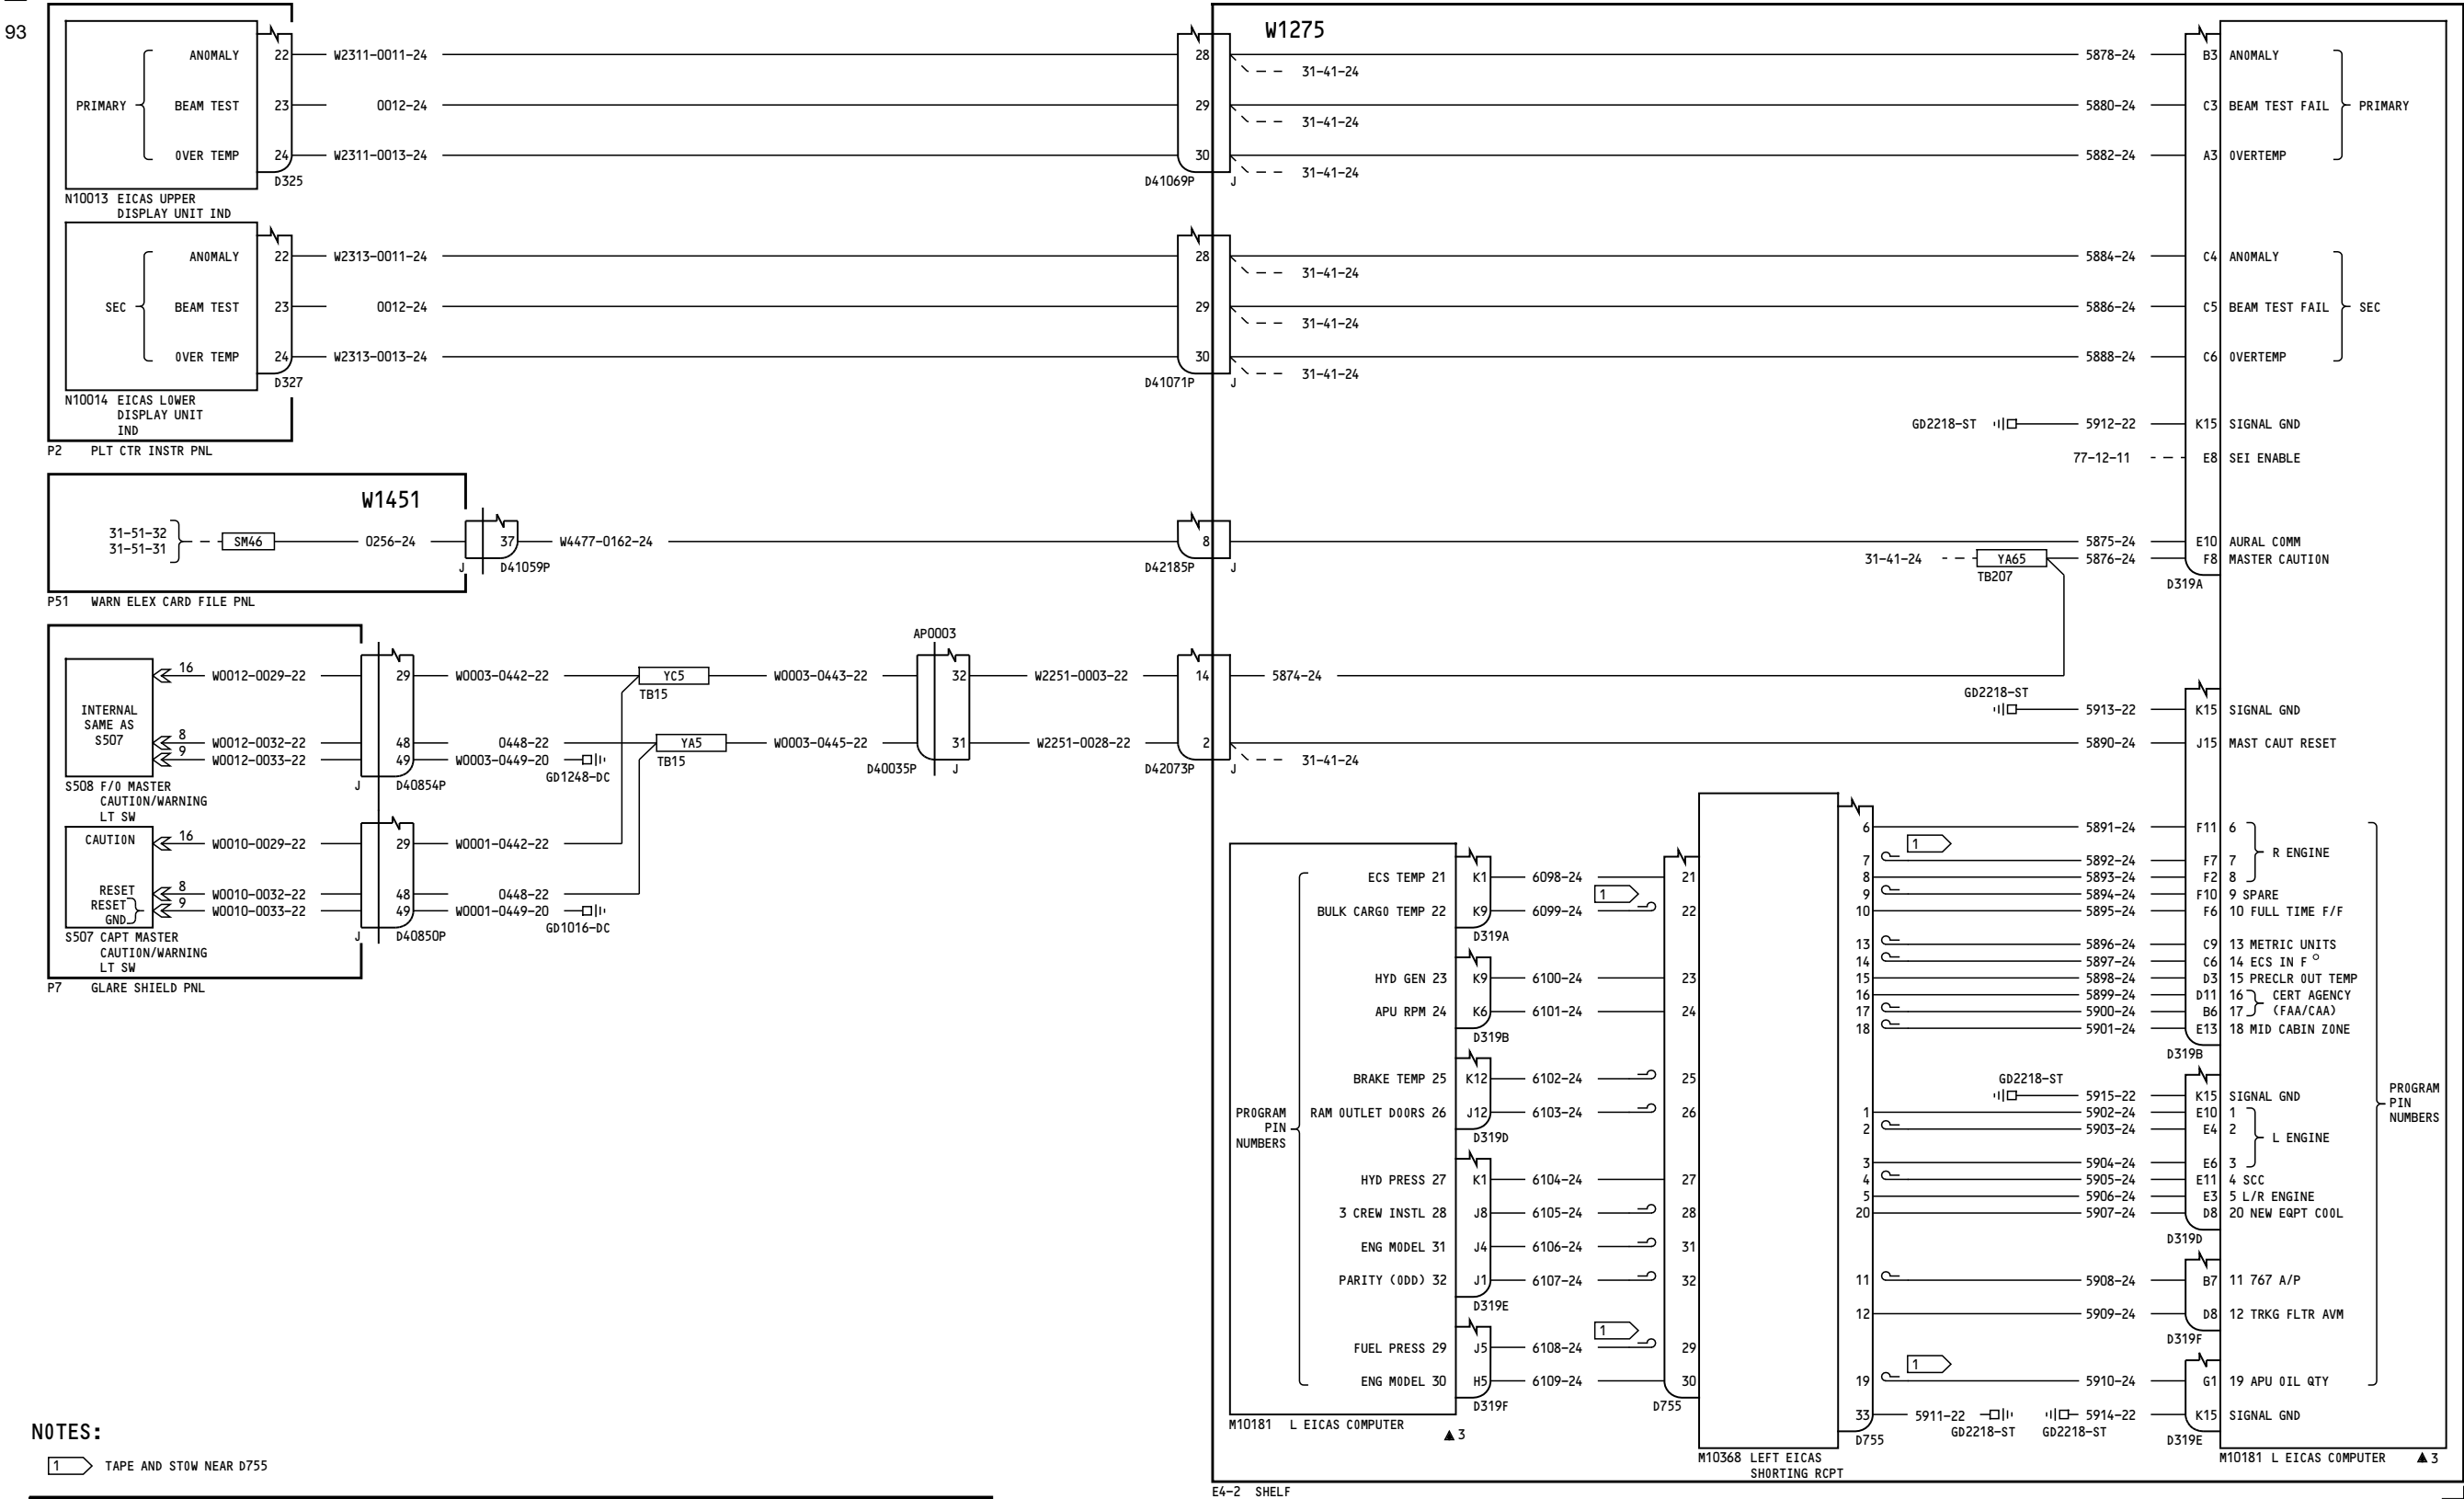 93
W1275
PRIMARY
ANOMALY 22 W2311-0011-24 28 31-41-24 5878-24 B3 ANOMALY
BEAM TEST 23 0012-24 29 31-41-24 5880-24 C3 BEAM TEST FAIL PRIMARY
OVER TEMP 24 W2311-0013-24 30 31-41-24 5882-24 A3 OVERTEMP
D325 D41069P J
N10013 EICAS UPPER
DISPLAY UNIT IND
ANOMALY 22 W2313-0011-24 28 31-41-24 5884-24 C4 ANOMALY
SEC BEAM TEST 23 0012-24 29 31-41-24 5886-24 C5 BEAM TEST FAIL SEC
OVER TEMP 24 W2313-0013-24 30 31-41-24 5888-24 C6 OVERTEMP
D327 D41071P J
N10014 EICAS LOWER
DISPLAY UNIT
IND
P2 PLT CTR INSTR PNL
GD2218-ST 5912-22 K15 SIGNAL GND
77-12-11 E8 SEI ENABLE
W1451
31-51-32
31-51-31
SM46 0256-24 37 W4477-0162-24 8 5875-24 E10 AURAL COMM
J D41059P D42185P J
31-41-24 YA65 5876-24 F8 MASTER CAUTION
TB207 D319A
P51 WARN ELEX CARD FILE PNL
AP0003
16 W0012-0029-22 29 W0003-0442-22 YC5 W0003-0443-22 32 W2251-0003-22 14 5874-24
TB15
INTERNAL
SAME AS
S507
GD2218-ST 5913-22 K15 SIGNAL GND
8 W0012-0032-22 48 0448-22 YA5 W0003-0445-22 31 W2251-0028-22 2 31-41-24 5890-24 J15 MAST CAUT RESET
9 W0012-0033-22 49 W0003-0449-20 GD1248-DC TB15 D40035P J D42073P J
S508 F/O MASTER
CAUTION/WARNING
LT SW
J D40854P
CAUTION 16 W0010-0029-22 29 W0001-0442-22
RESET 8 W0010-0032-22 48 0448-22
RESET GND 9 W0010-0033-22 49 W0001-0449-20 GD1016-DC
S507 CAPT MASTER
CAUTION/WARNING
LT SW
J D40850P
P7 GLARE SHIELD PNL
PROGRAM
PIN
NUMBERS
ECS TEMP 21 K1 6098-24 21
1
BULK CARGO TEMP 22 K9 6099-24 22
D319A
HYD GEN 23 K9 6100-24 23
APU RPM 24 K6 6101-24 24
D319B
BRAKE TEMP 25 K12 6102-24 25
RAM OUTLET DOORS 26 J12 6103-24 26
D319D
HYD PRESS 27 K1 6104-24 27
3 CREW INSTL 28 J8 6105-24 28
ENG MODEL 31 J4 6106-24 31
PARITY (ODD) 32 J1 6107-24 32
D319E
1
FUEL PRESS 29 J5 6108-24 29
ENG MODEL 30 H5 6109-24 30
D319F D755
M10181 L EICAS COMPUTER
3
6 5891-24 F11 6
1
7 5892-24 F7 7 R ENGINE
8 5893-24 F2 8
9 5894-24 F10 9 SPARE
10 5895-24 F6 10 FULL TIME F/F
13 5896-24 C9 13 METRIC UNITS
14 5897-24 C6 14 ECS IN F °
15 5898-24 D3 15 PRECLR OUT TEMP
16 5899-24 D11 16 CERT AGENCY
17 5900-24 B6 17 (FAA/CAA)
18 5901-24 E13 18 MID CABIN ZONE
D319B
GD2218-ST 5915-22 K15 SIGNAL GND
1 5902-24 E10 1
2 5903-24 E4 2 L ENGINE
3 5904-24 E6 3
4 5905-24 E11 4 SCC
5 5906-24 E3 5 L/R ENGINE
20 5907-24 D8 20 NEW EQPT COOL
D319D
PROGRAM
PIN
NUMBERS
11 5908-24 B7 11 767 A/P
12 5909-24 D8 12 TRKG FLTR AVM
D319F
1
19 5910-24 G1 19 APU OIL QTY
33 5911-22 GD2218-ST GD2218-ST 5914-22 K15 SIGNAL GND
D755 D319E
M10368 LEFT EICAS
SHORTING RCPT
M10181 L EICAS COMPUTER 3
E4-2 SHELF
NOTES:
1 TAPE AND STOW NEAR D755